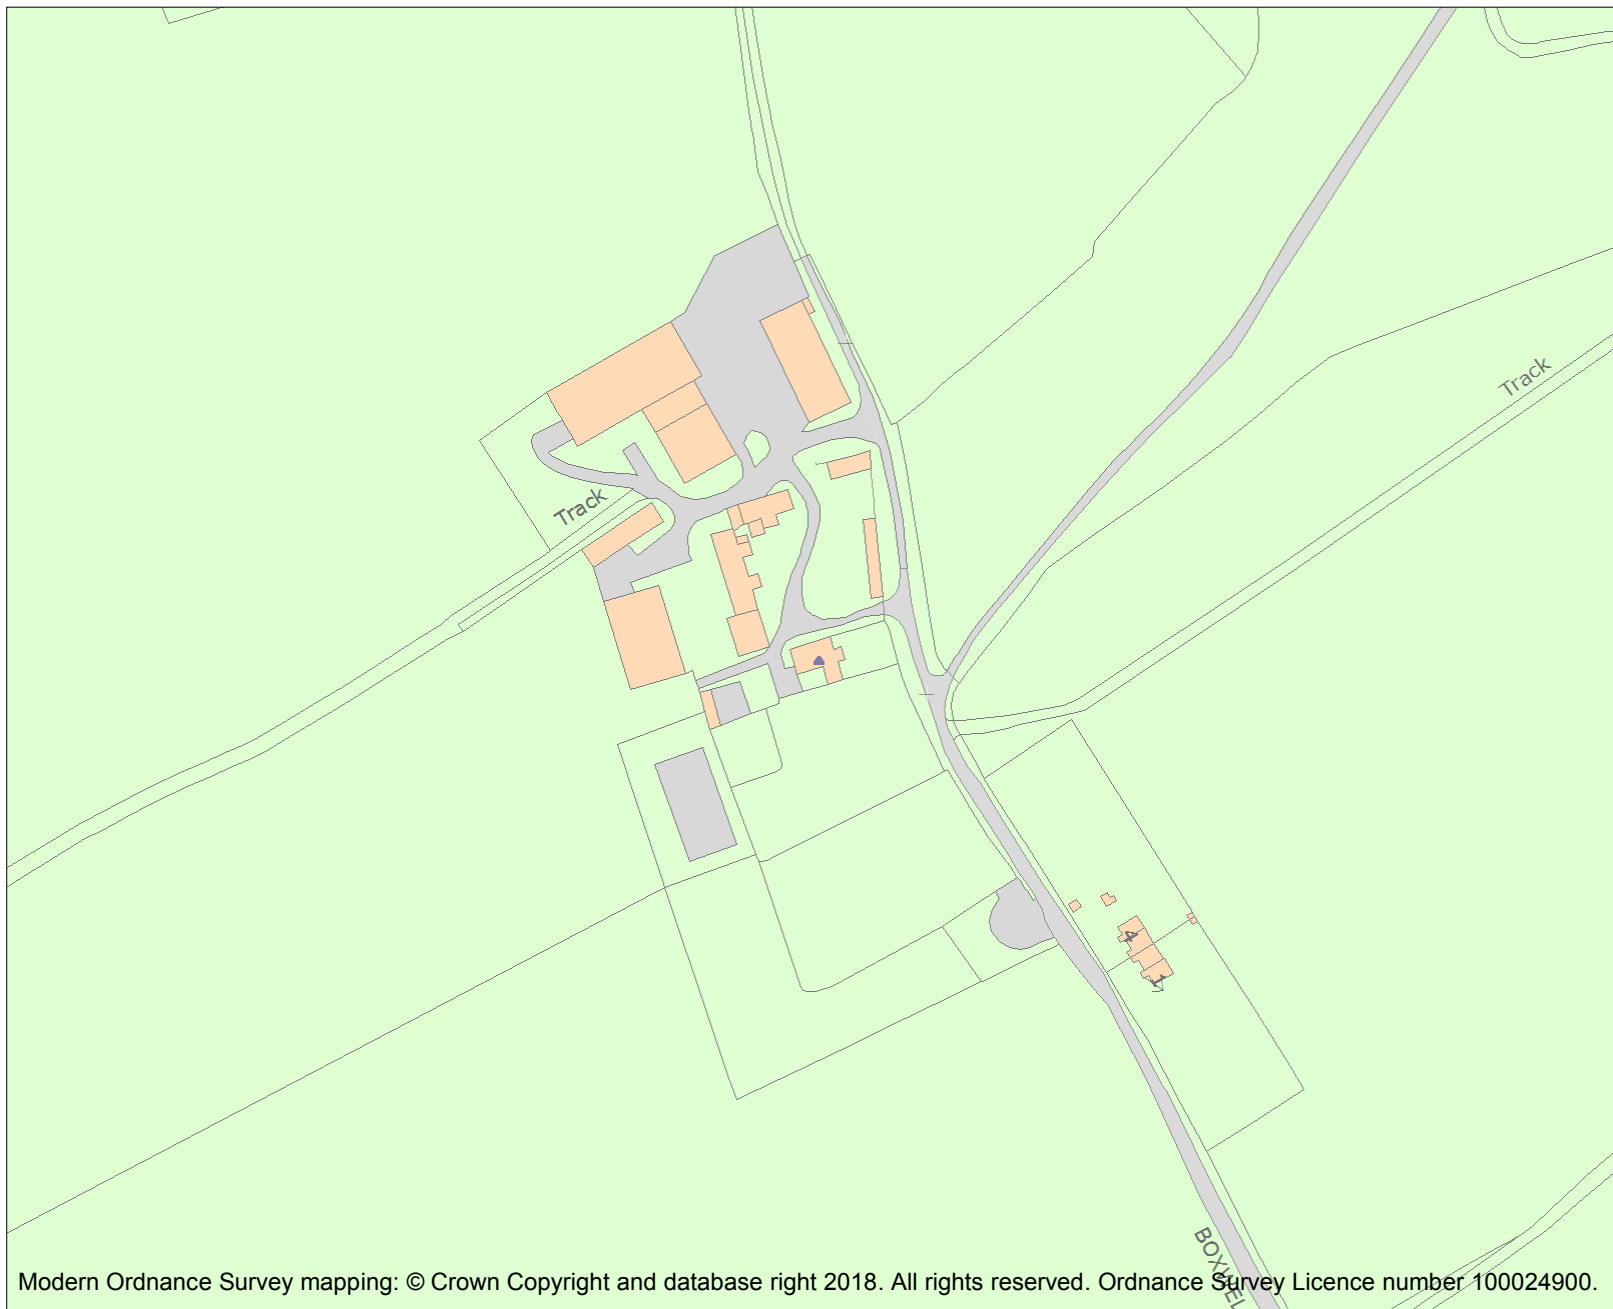 Track
Track
4
1
Modern Ordnance Survey mapping: © Crown Copyright and database right 2018. All rights reserved. Ordnance Survey Licence number 100024900.